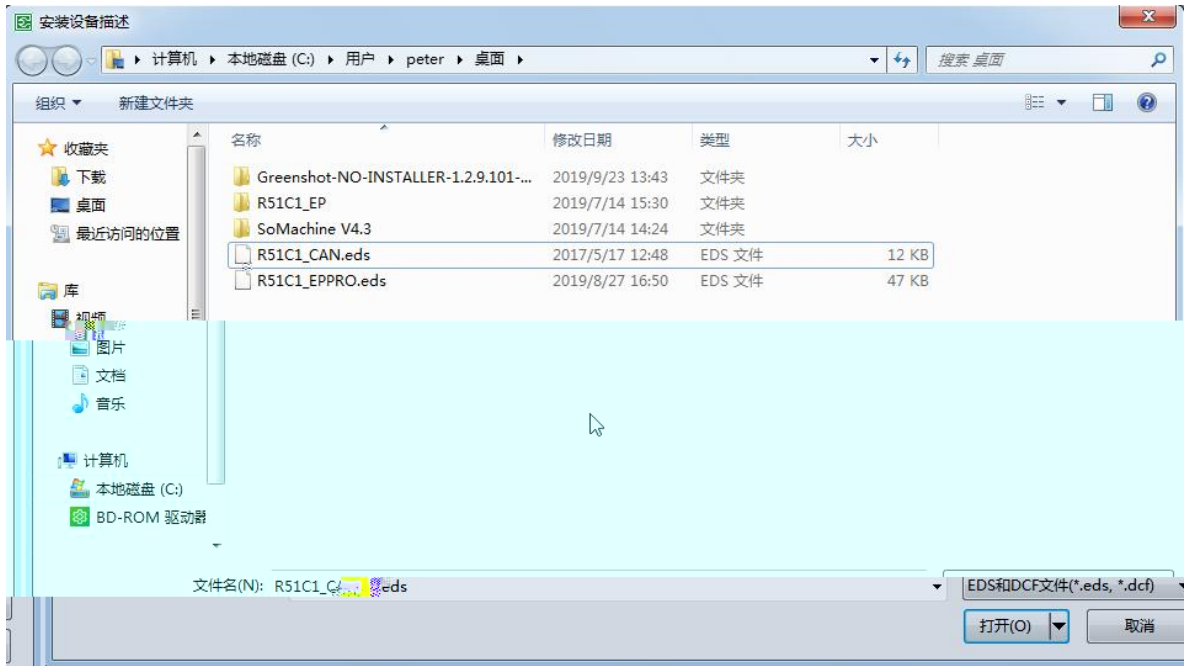 安装设备描述
计算机 本地磁盘 (C:) 用户 peter 桌面
搜索 桌面
组织 新建文件夹
名称 修改日期 类型 大小
收藏夹
下载
桌面
最近访问的位置
库
视频
图片
文档
音乐
计算机
本地磁盘 (C:)
BD-ROM 驱动器
Greenshot-NO-INSTALLER-1.2.9.101-... 2019/9/23 13:43 文件夹
R51C1_EP 2019/7/14 15:30 文件夹
SoMachine V4.3 2019/7/14 14:24 文件夹
R51C1_CAN.eds 2017/5/17 12:48 EDS 文件 12 KB
R51C1_EPPRO.eds 2019/8/27 16:50 EDS 文件 47 KB
文件名(N):
EDS和DCF文件(*.eds, *.dcf)
打开(O) 取消